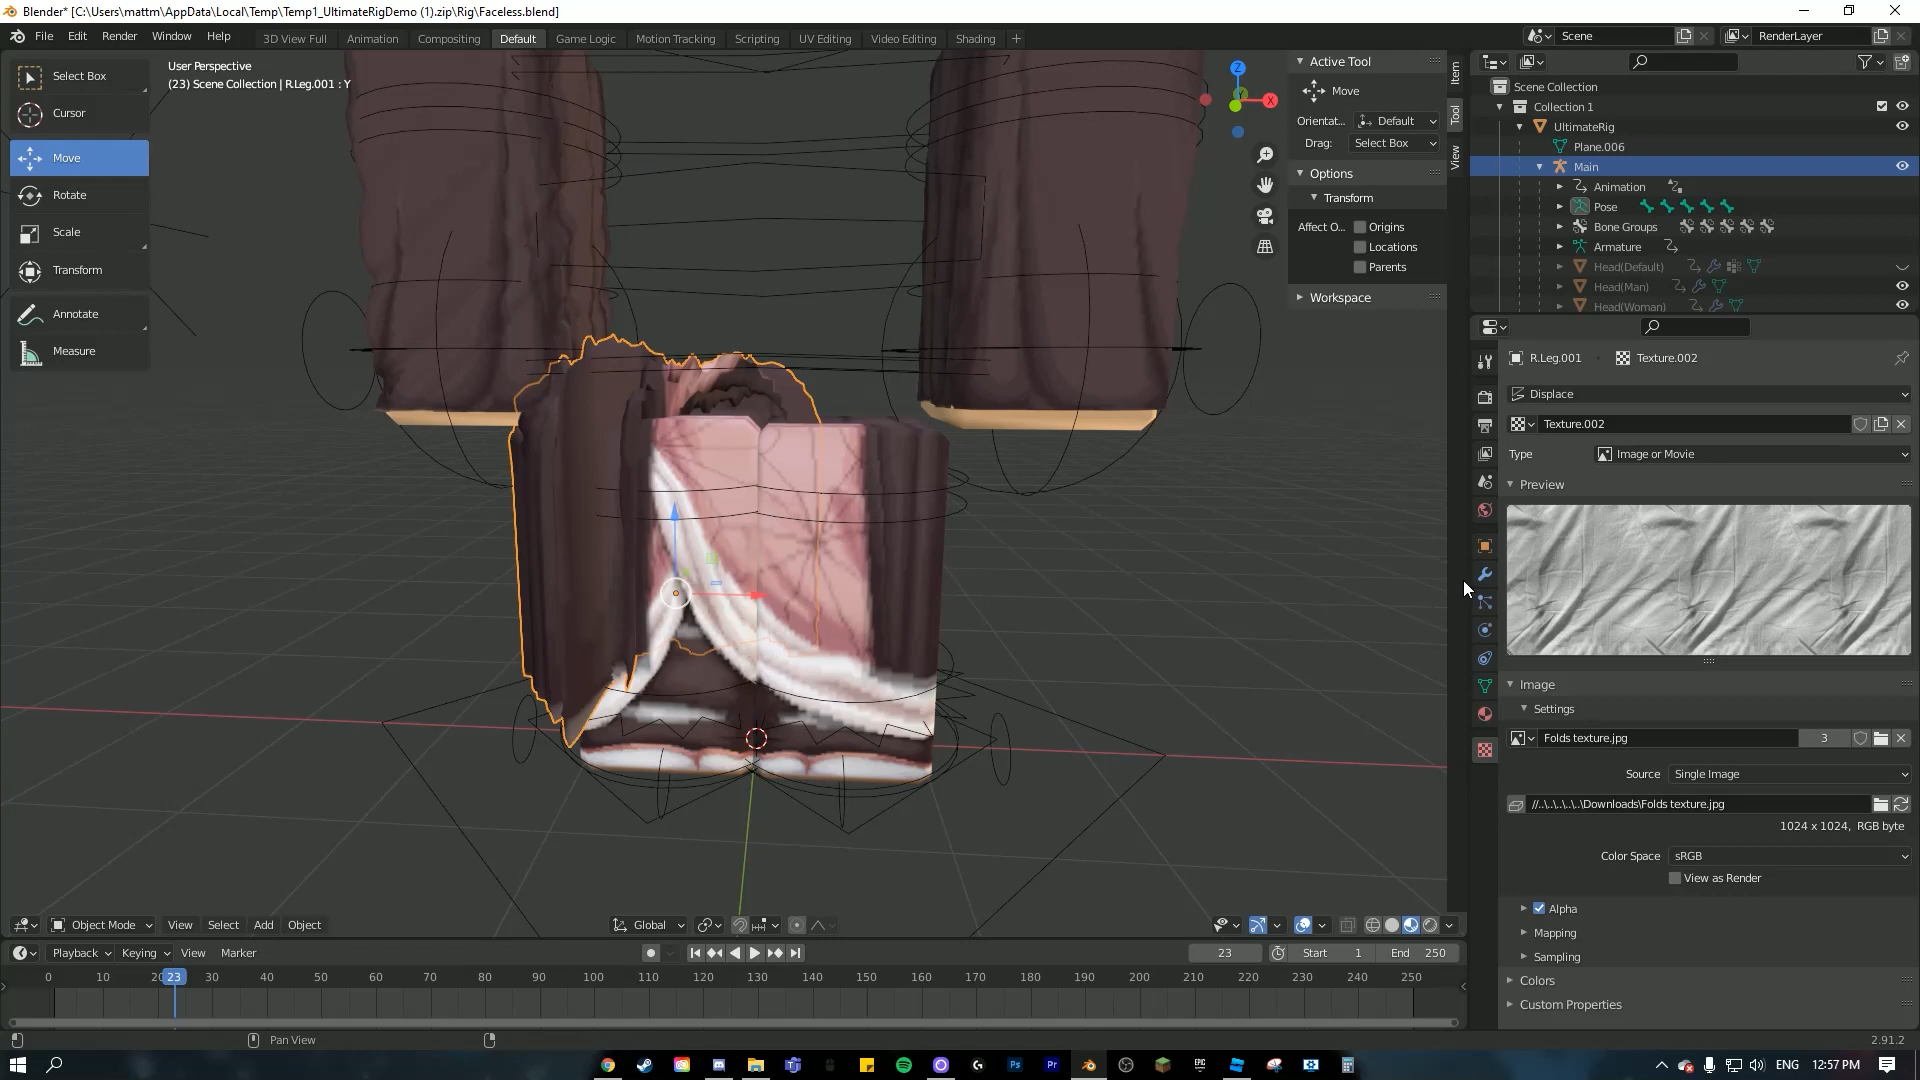 Blender* [C:\Users\mattm\AppData\Local\Temp\Temp1_UltimateRigDemo (1).zip\Rig\Faceless.blend]
File Edit Render Window Help
3D View Full Animation Compositing Default Game Logic Motion Tracking Scripting UV Editing Video Editing Shading +
Scene
RenderLayer
Select Box
Cursor
Move
Rotate
Scale
Transform
Annotate
Measure
User Perspective
(23) Scene Collection | R.Leg.001 : Y
Z
X
Active Tool
Move
Orientat... Default
Drag: Select Box
Options
Transform
Affect O... Origins
Locations
Parents
Workspace
Item
Tool
View
Scene Collection
Collection 1
UltimateRig
Plane.006
Main
Animation
Pose
Bone Groups
Armature
Head(Default)
Head(Man)
Head(Woman)
R.Leg.001 Texture.002
Displace
Texture.002
Type Image or Movie
Preview
Image
Settings
Folds texture.jpg 3
Source Single Image
//..\..\..\..\..\Downloads\Folds texture.jpg
1024 x 1024, RGB byte
Color Space sRGB
View as Render
Alpha
Mapping
Sampling
Colors
Custom Properties
Object Mode View Select Add Object
Global
Playback Keying View Marker
23 Start 1 End 250
0 10 20 23 30 40 50 60 70 80 90 100 110 120 130 140 150 160 170 180 190 200 210 220 230 240 250
Pan View
2.91.2
ENG 12:57 PM